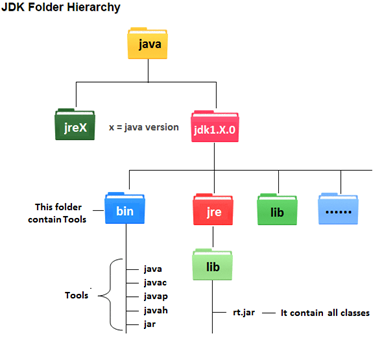 JDK Folder Hierarchy
java
jreX
x = java version
jdk1.X.0
This folder
contain Tools
bin
jre
lib
......
lib
Tools
java
javac
javap
javah
jar
rt.jar
It contain all classes